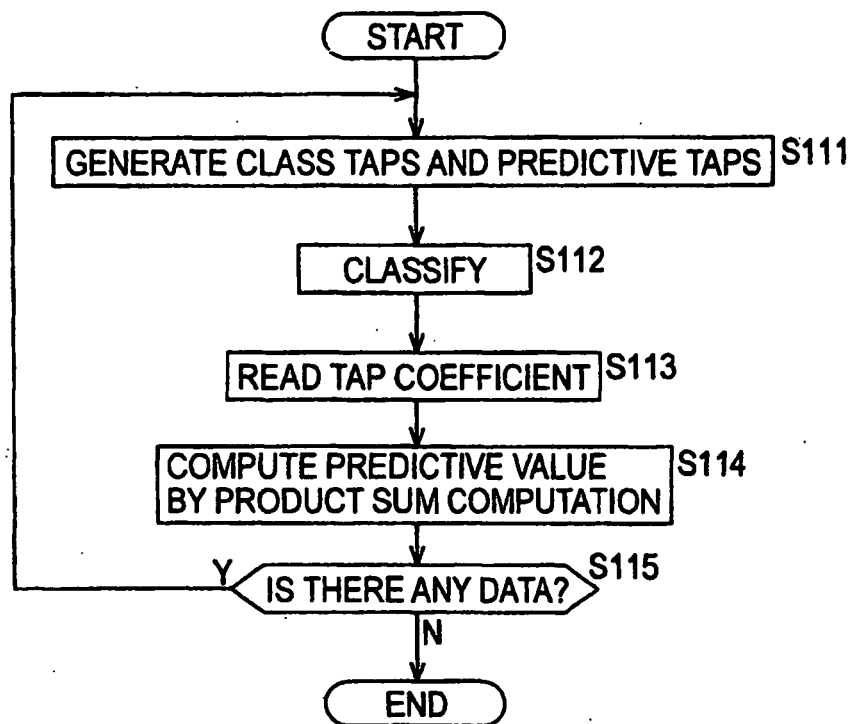 START
GENERATE CLASS TAPS AND PREDICTIVE TAPS
S111
CLASSIFY
S112
READ TAP COEFFICIENT
S113
COMPUTE PREDICTIVE VALUE
BY PRODUCT SUM COMPUTATION
S114
Y
IS THERE ANY DATA?
S115
N
END